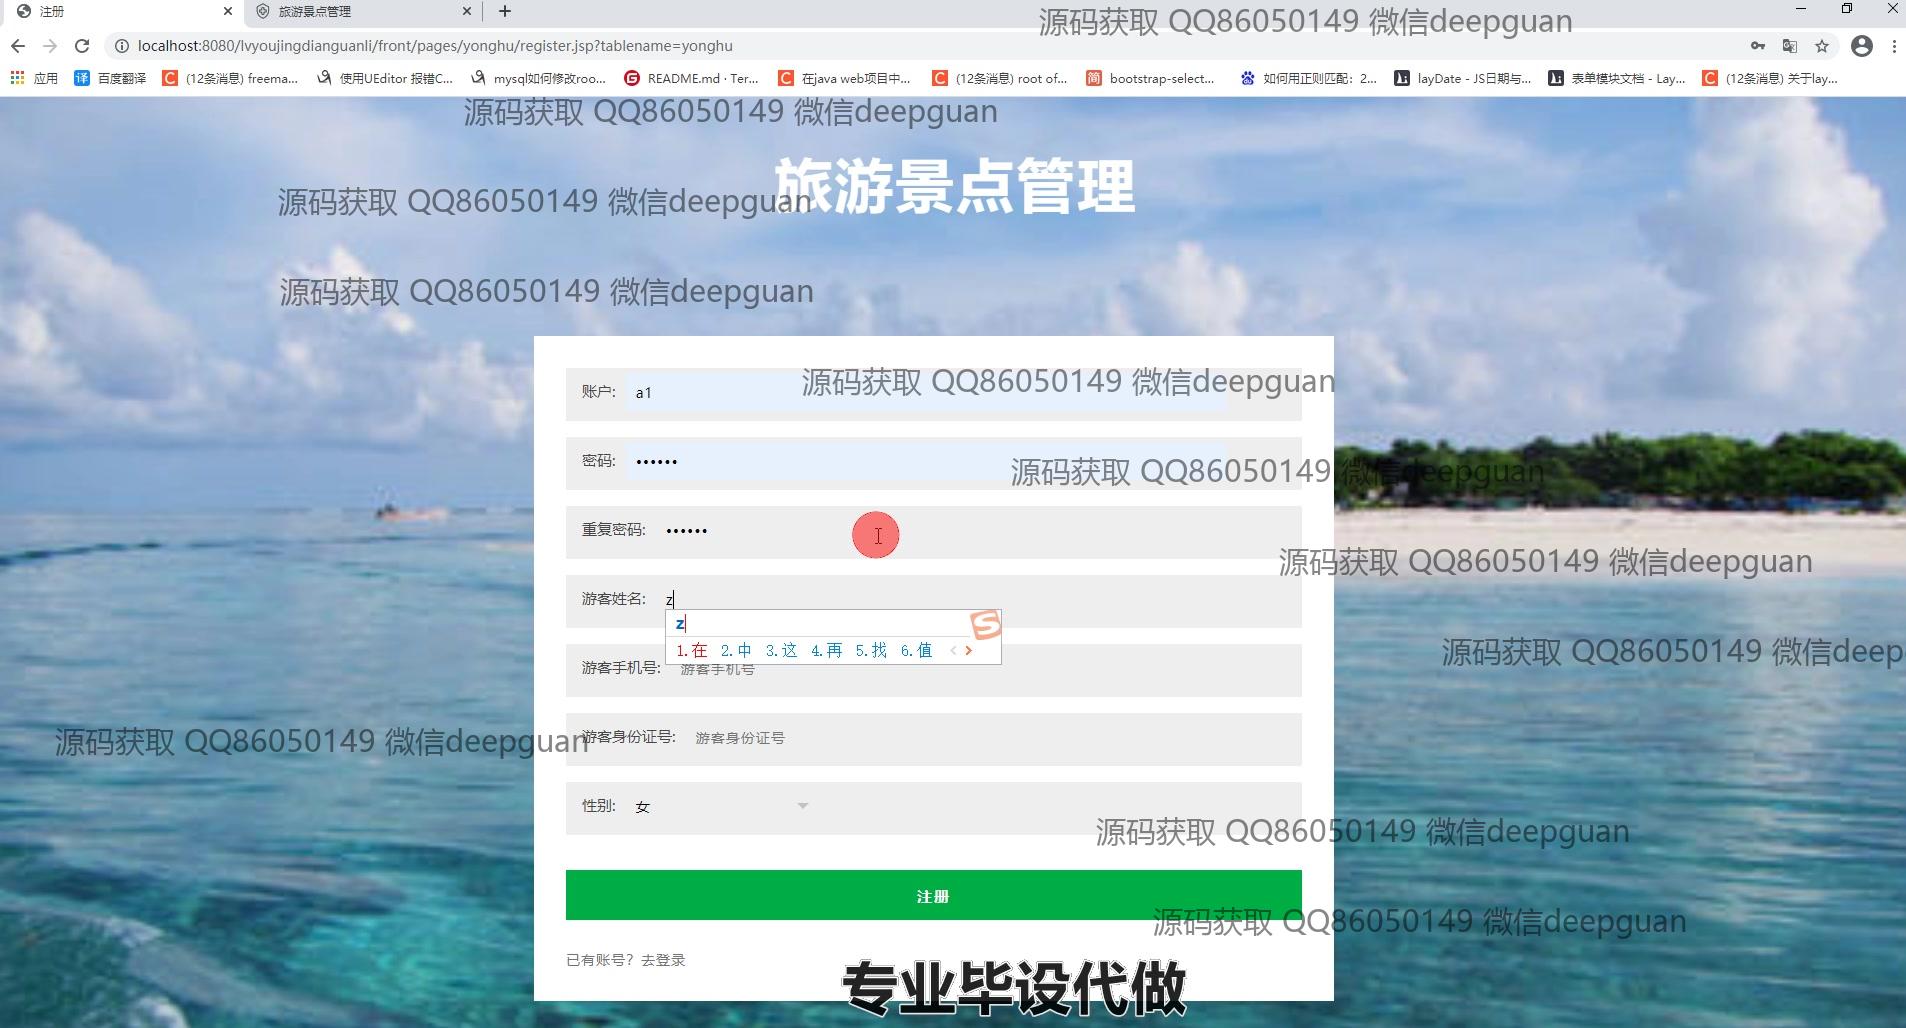 注册
旅游景点管理
源码获取 QQ86050149 微信deepguan
localhost:8080/lvyoujingdianguanli/front/pages/yonghu/register.jsp?tablename=yonghu
应用
译 百度翻译
C (12条消息) freema...
使用UEditor 报错C...
mysql如何修改roo...
README.md · Ter...
C 在java web项目中...
C (12条消息) root of...
简 bootstrap-select...
如何用正则匹配：2...
layDate - JS日期与...
表单模块文档 - Lay...
C (12条消息) 关于lay...
源码获取 QQ86050149 微信deepguan
旅游景点管理
源码获取 QQ86050149 微信deepguan
源码获取 QQ86050149 微信deepguan
账户: a1
源码获取 QQ86050149 微信deepguan
密码: ••••••
源码获取 QQ86050149 微信deepguan
重复密码: ••••••
源码获取 QQ86050149 微信deepguan
游客姓名: z
z
S
1.在 2.中 3.这 4.再 5.找 6.值
源码获取 QQ86050149 微信deep
游客手机号: 游客手机号
源码获取 QQ86050149 微信deepguan
游客身份证号: 游客身份证号
性别: 女
源码获取 QQ86050149 微信deepguan
注册
源码获取 QQ86050149 微信deepguan
已有账号？去登录
专业毕设代做